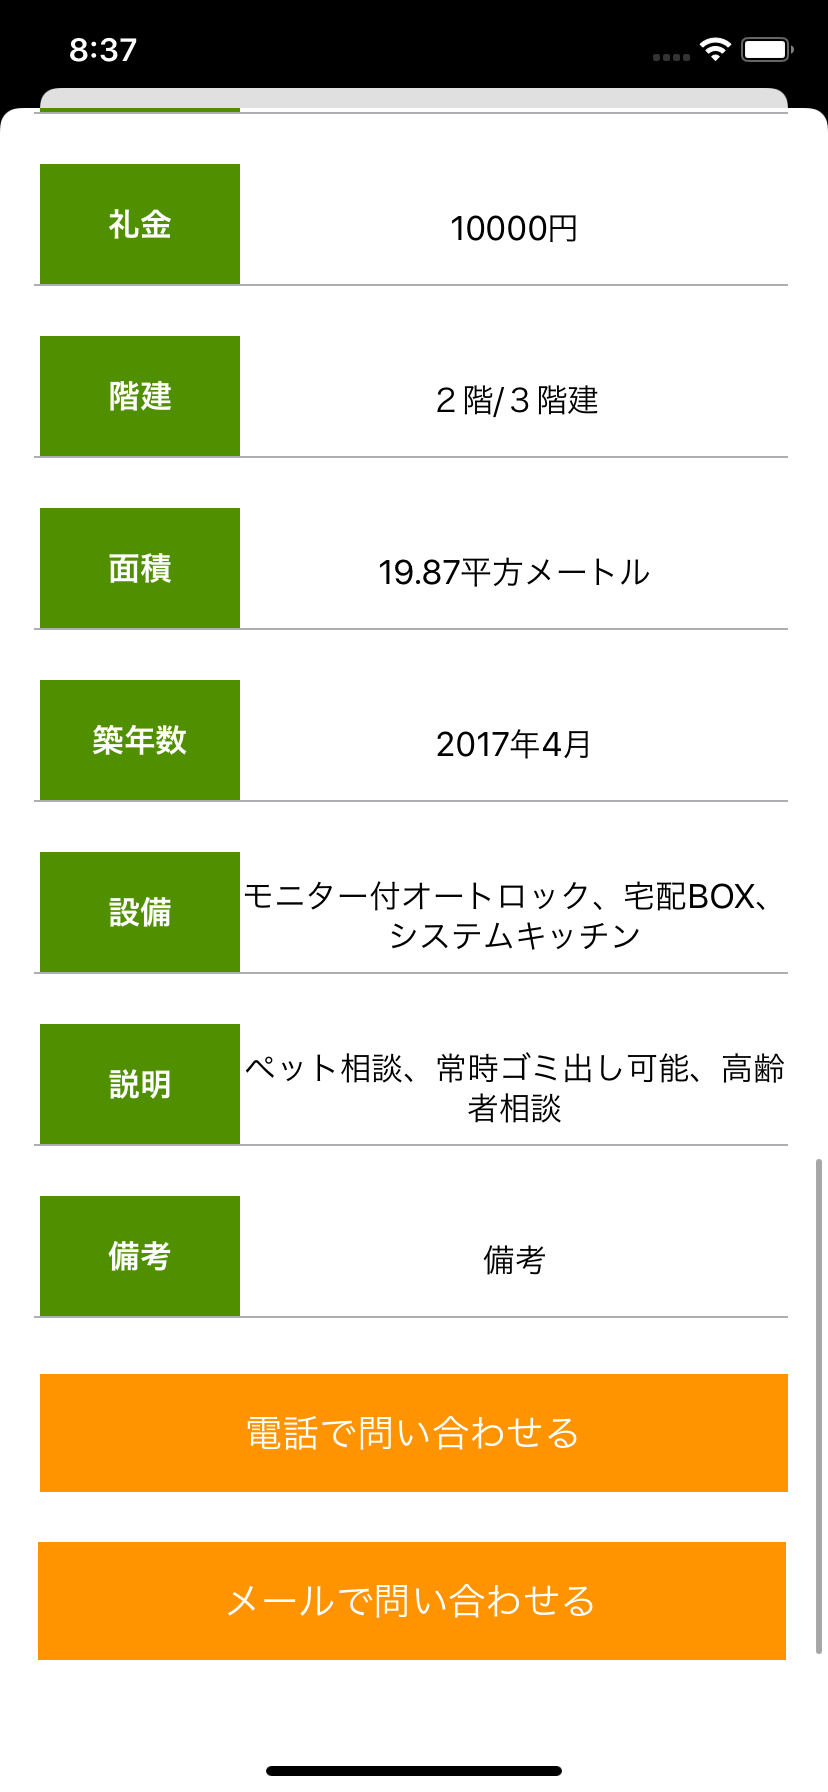 8:37
礼金
10000円
階建
２階/３階建
面積
19.87平方メートル
築年数
2017年4月
設備
モニター付オートロック、宅配BOX、
システムキッチン
説明
ペット相談、常時ゴミ出し可能、高齢
者相談
備考
備考
電話で問い合わせる
メールで問い合わせる